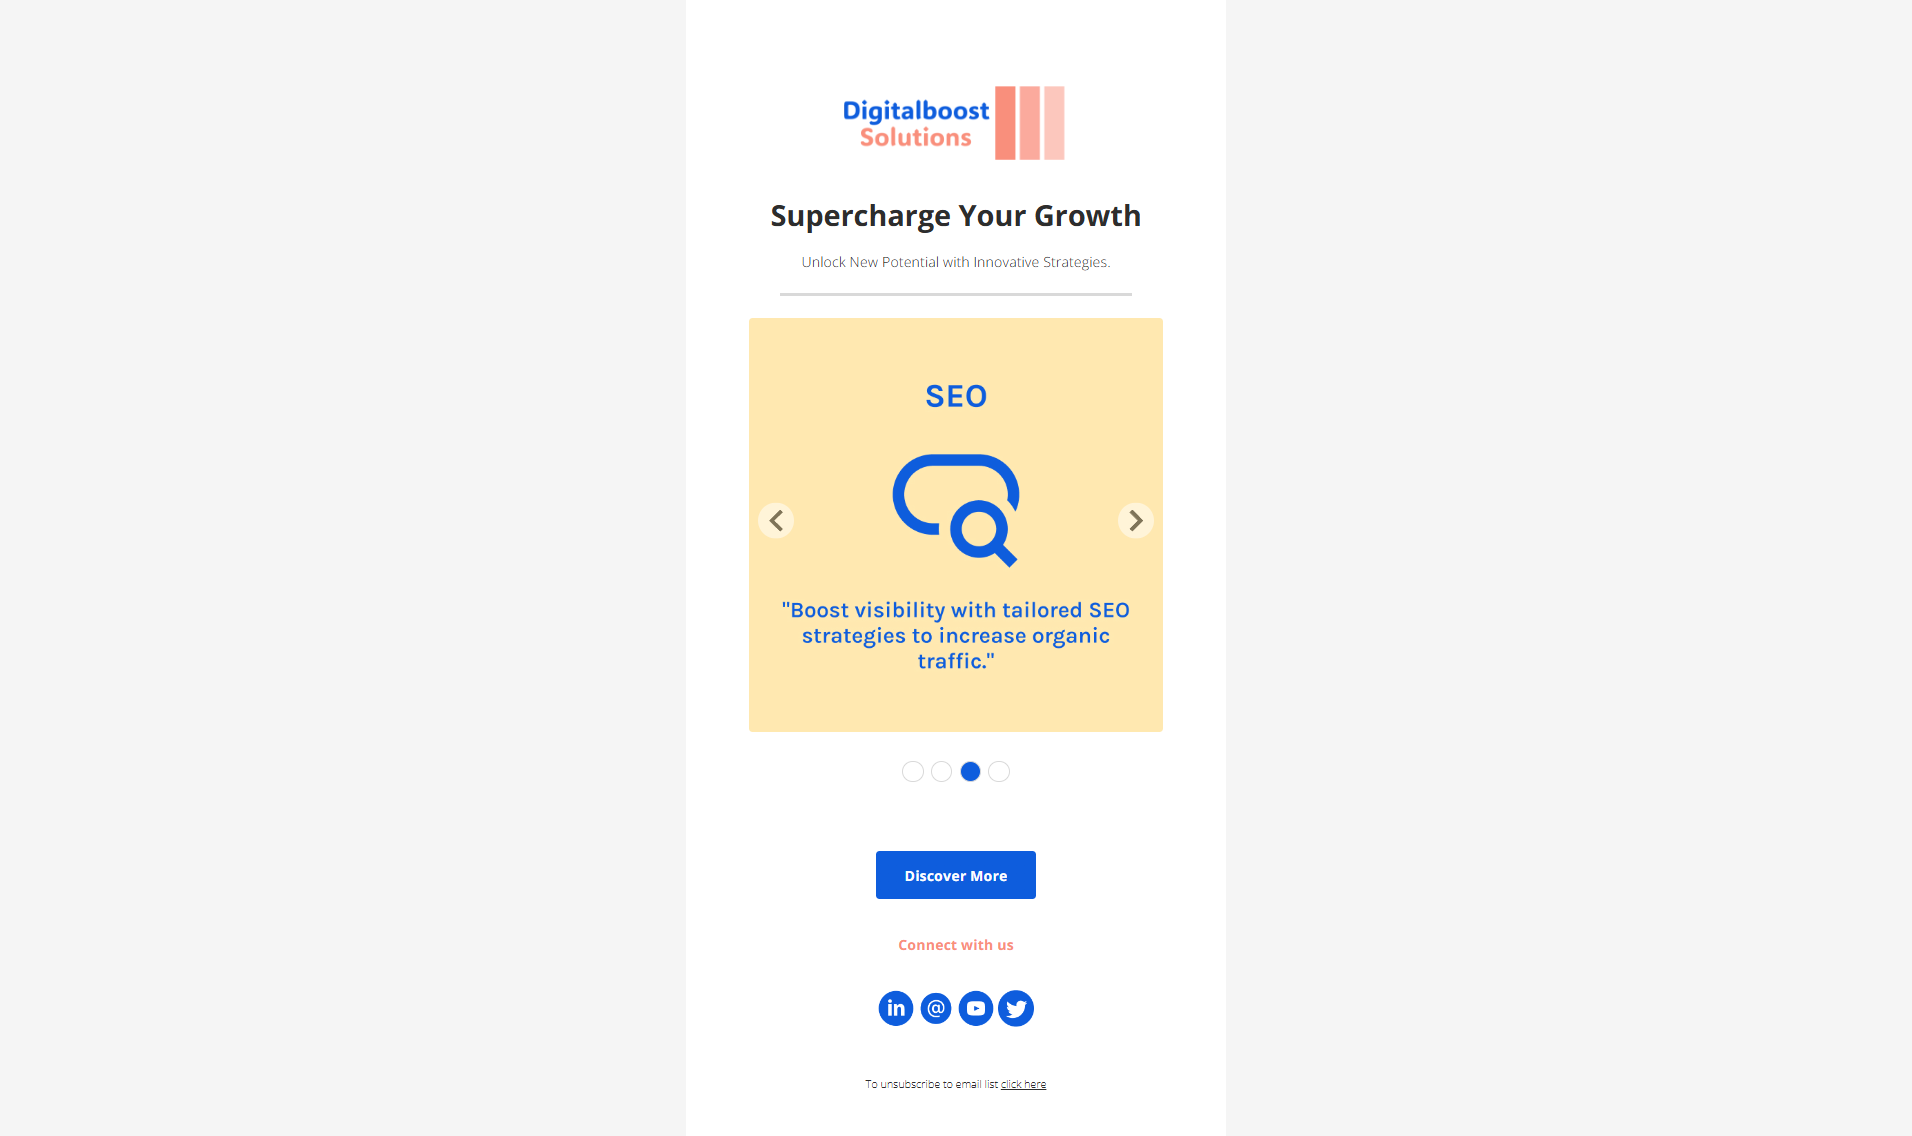 Digitalboost
Solutions
Supercharge Your Growth
Unlock New Potential with Innovative Strategies.
SEO
"Boost visibility with tailored SEO
strategies to increase organic
traffic."
Discover More
Connect with us
in @
To unsubscribe to email list click here